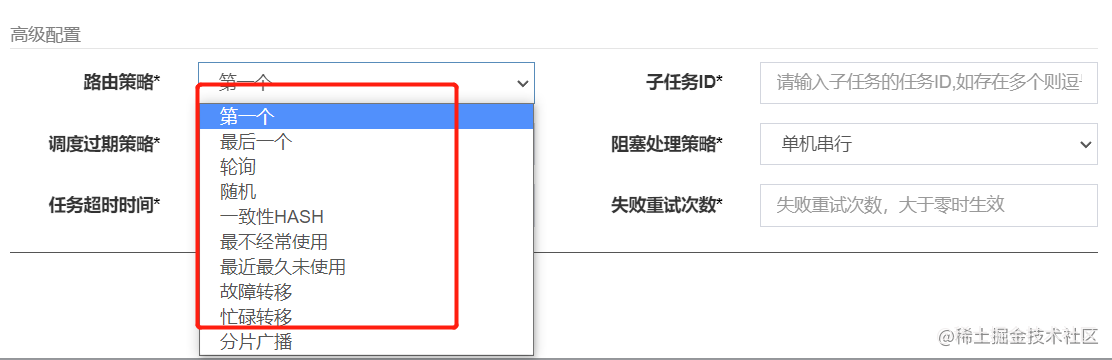 高级配置
路由策略*
第一个
子任务ID*
请输入子任务的任务ID,如存在多个则逗
第一个
最后一个
轮询
随机
一致性HASH
最不经常使用
最近最久未使用
故障转移
忙碌转移
分片广播
调度过期策略*
阻塞处理策略*
单机串行
任务超时时间*
失败重试次数*
失败重试次数，大于零时生效
@稀土掘金技术社区